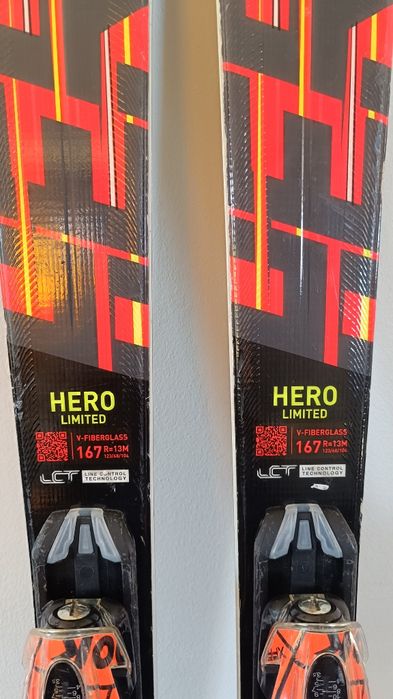 HERO
LIMITED
V-FIBERGLASS
167 R=13M
123/68/104
LCT LINE CONTROL
TECHNOLOGY
HERO
LIMITED
V-FIBERGLASS
167 R=13M
123/68/104
LCT LINE CONTROL
TECHNOLOGY